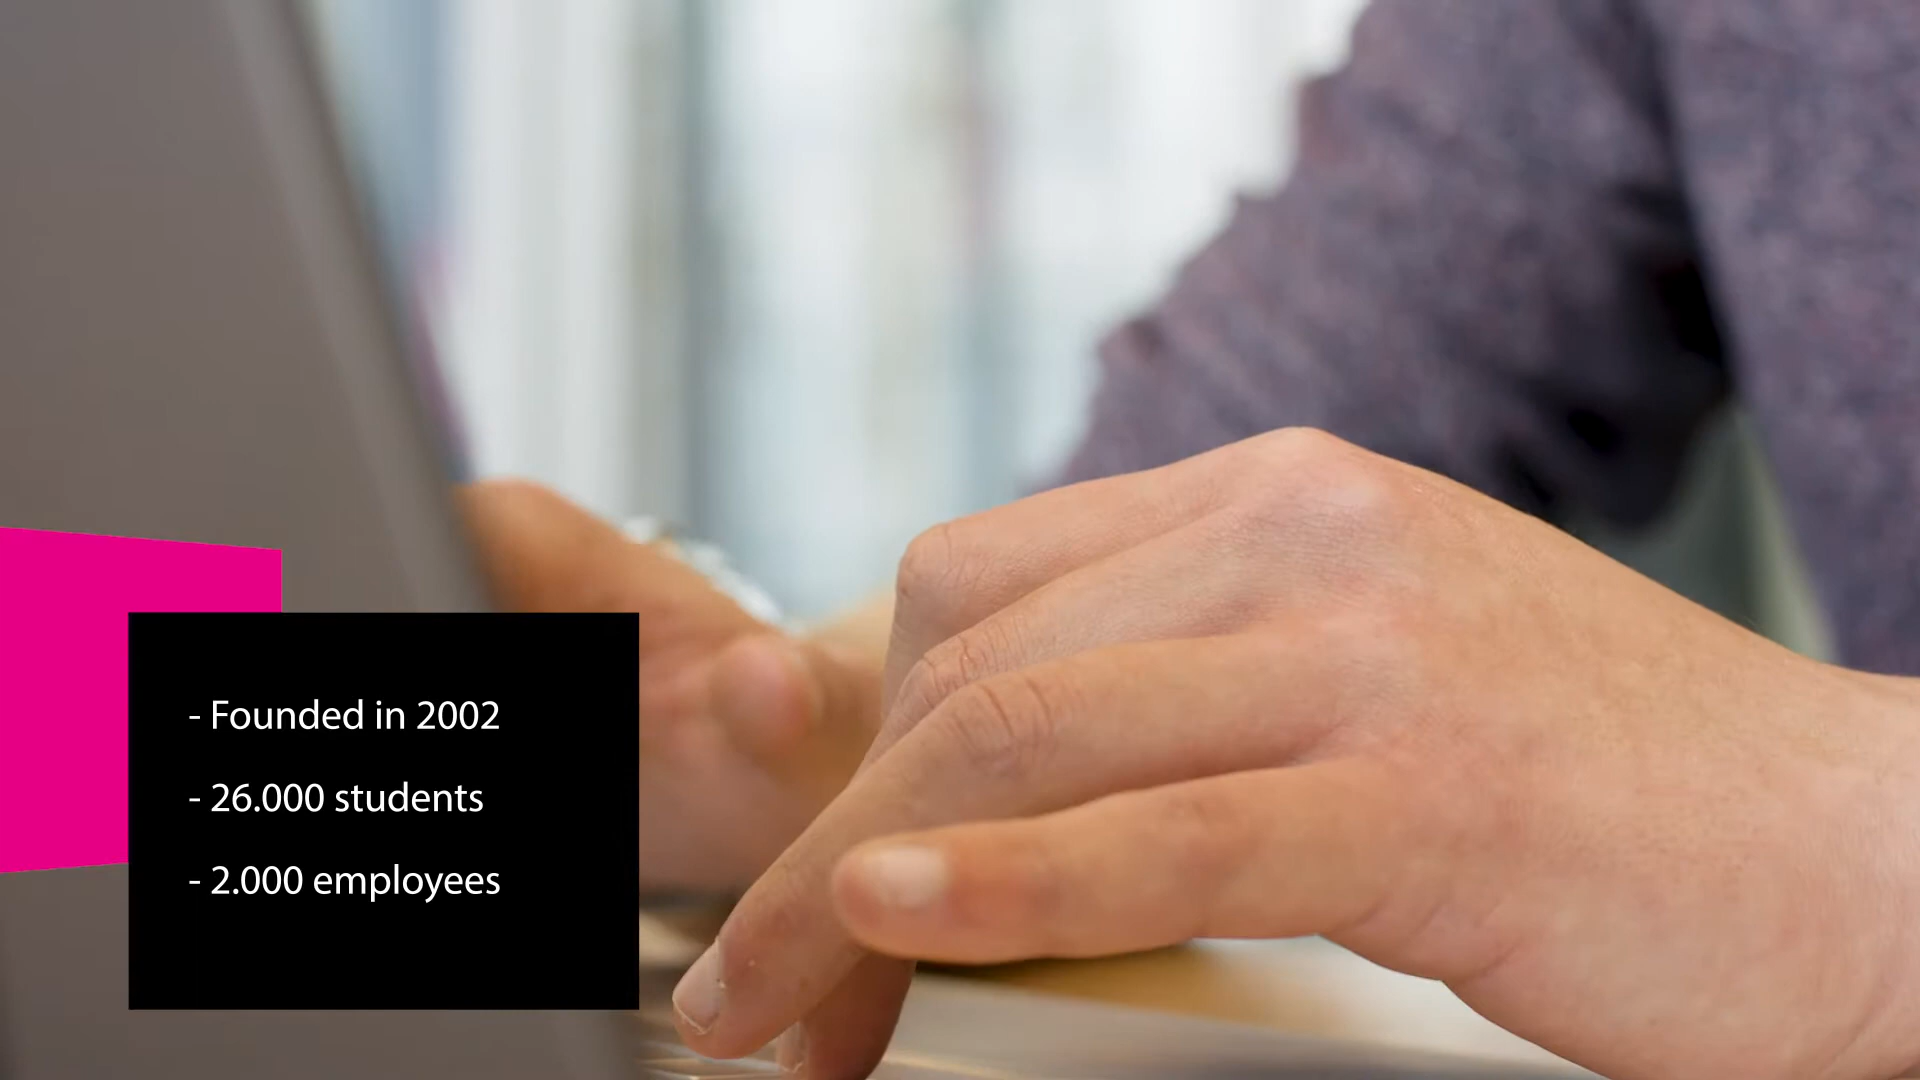 - Founded in 2002
- 26.000 students
- 2.000 employees